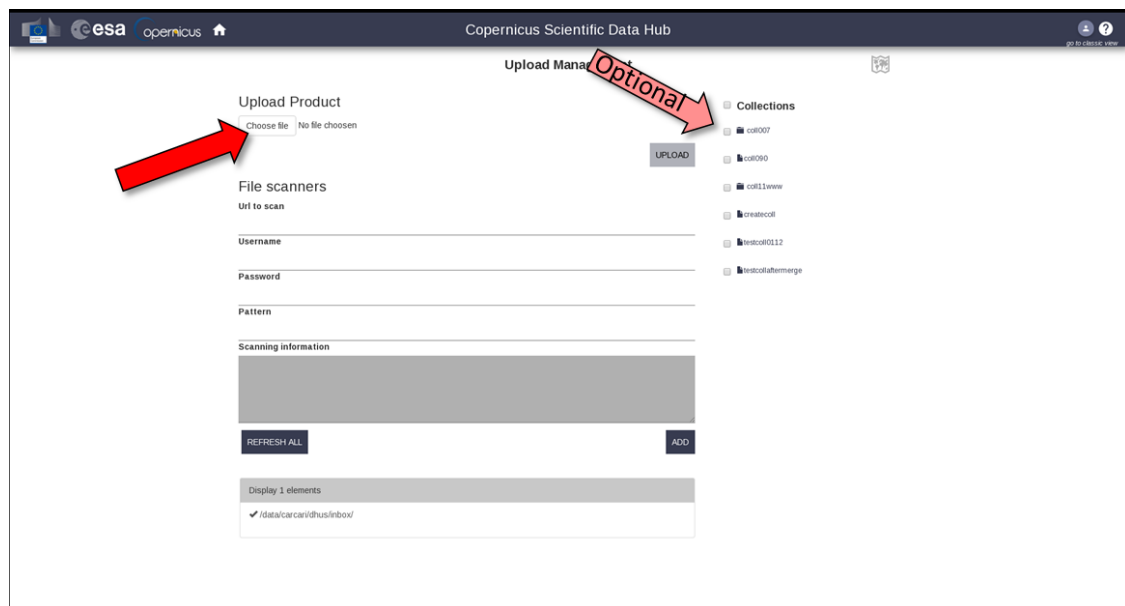 esa opernicus Copernicus Scientific Data Hub
go to classic view
Upload Mana
Optional
Upload Product
Choose file No file choosen
UPLOAD
File scanners
Url to scan
Username
Password
Pattern
Scanning information
REFRESH ALL ADD
Display 1 elements
/data/carcari/dhus/inbox/
Collections
coll007
coll090
coll11www
createcoll
testcoll0112
testcollaftermerge